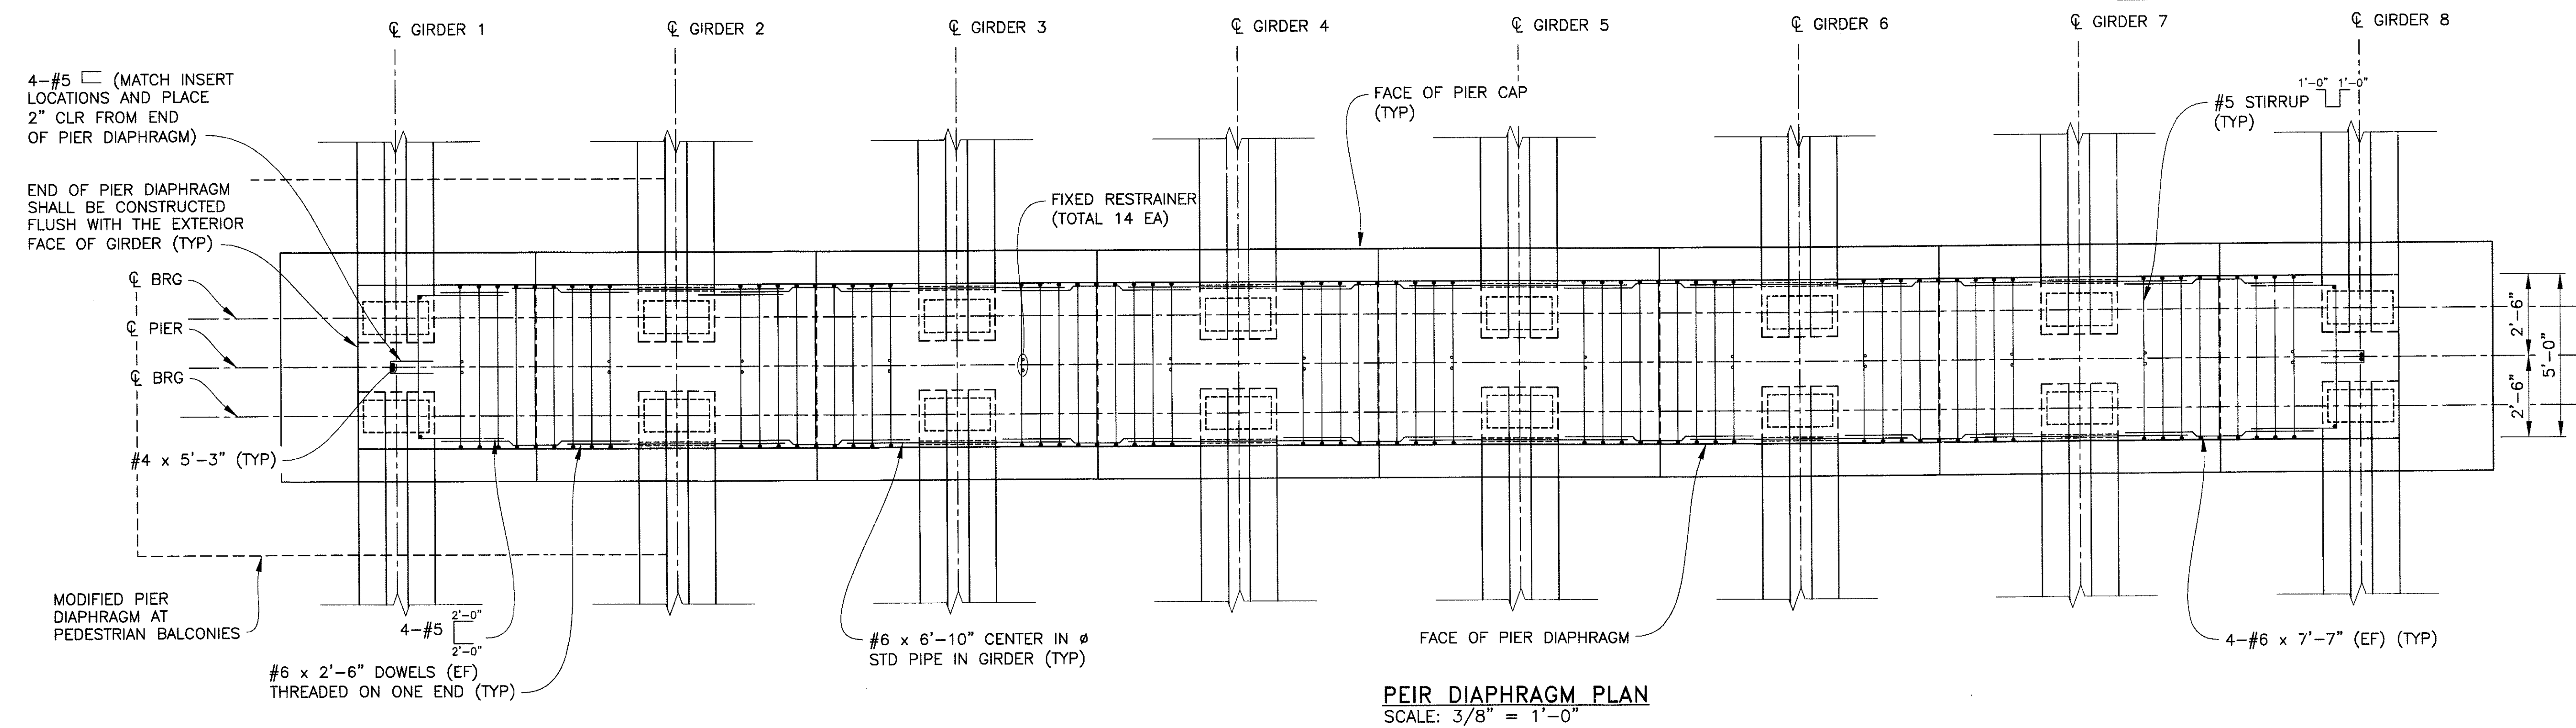 ℄ GIRDER 1
℄ GIRDER 2
℄ GIRDER 3
℄ GIRDER 4
℄ GIRDER 5
℄ GIRDER 6
℄ GIRDER 7
℄ GIRDER 8
4-#5 (MATCH INSERT
LOCATIONS AND PLACE
2" CLR FROM END
OF PIER DIAPHRAGM)
FACE OF PIER CAP
(TYP)
1'-0" 1'-0"
#5 STIRRUP
(TYP)
END OF PIER DIAPHRAGM
SHALL BE CONSTRUCTED
FLUSH WITH THE EXTERIOR
FACE OF GIRDER (TYP)
FIXED RESTRAINER
(TOTAL 14 EA)
℄ BRG
℄ PIER
℄ BRG
2'-6"
2'-6"
5'-0"
#4 x 5'-3" (TYP)
MODIFIED PIER
DIAPHRAGM AT
PEDESTRIAN BALCONIES
2'-0"
4-#5
2'-0"
#6 x 2'-6" DOWELS (EF)
THREADED ON ONE END (TYP)
#6 x 6'-10" CENTER IN ø
STD PIPE IN GIRDER (TYP)
FACE OF PIER DIAPHRAGM
4-#6 x 7'-7" (EF) (TYP)
PEIR DIAPHRAGM PLAN
SCALE: 3/8" = 1'-0"